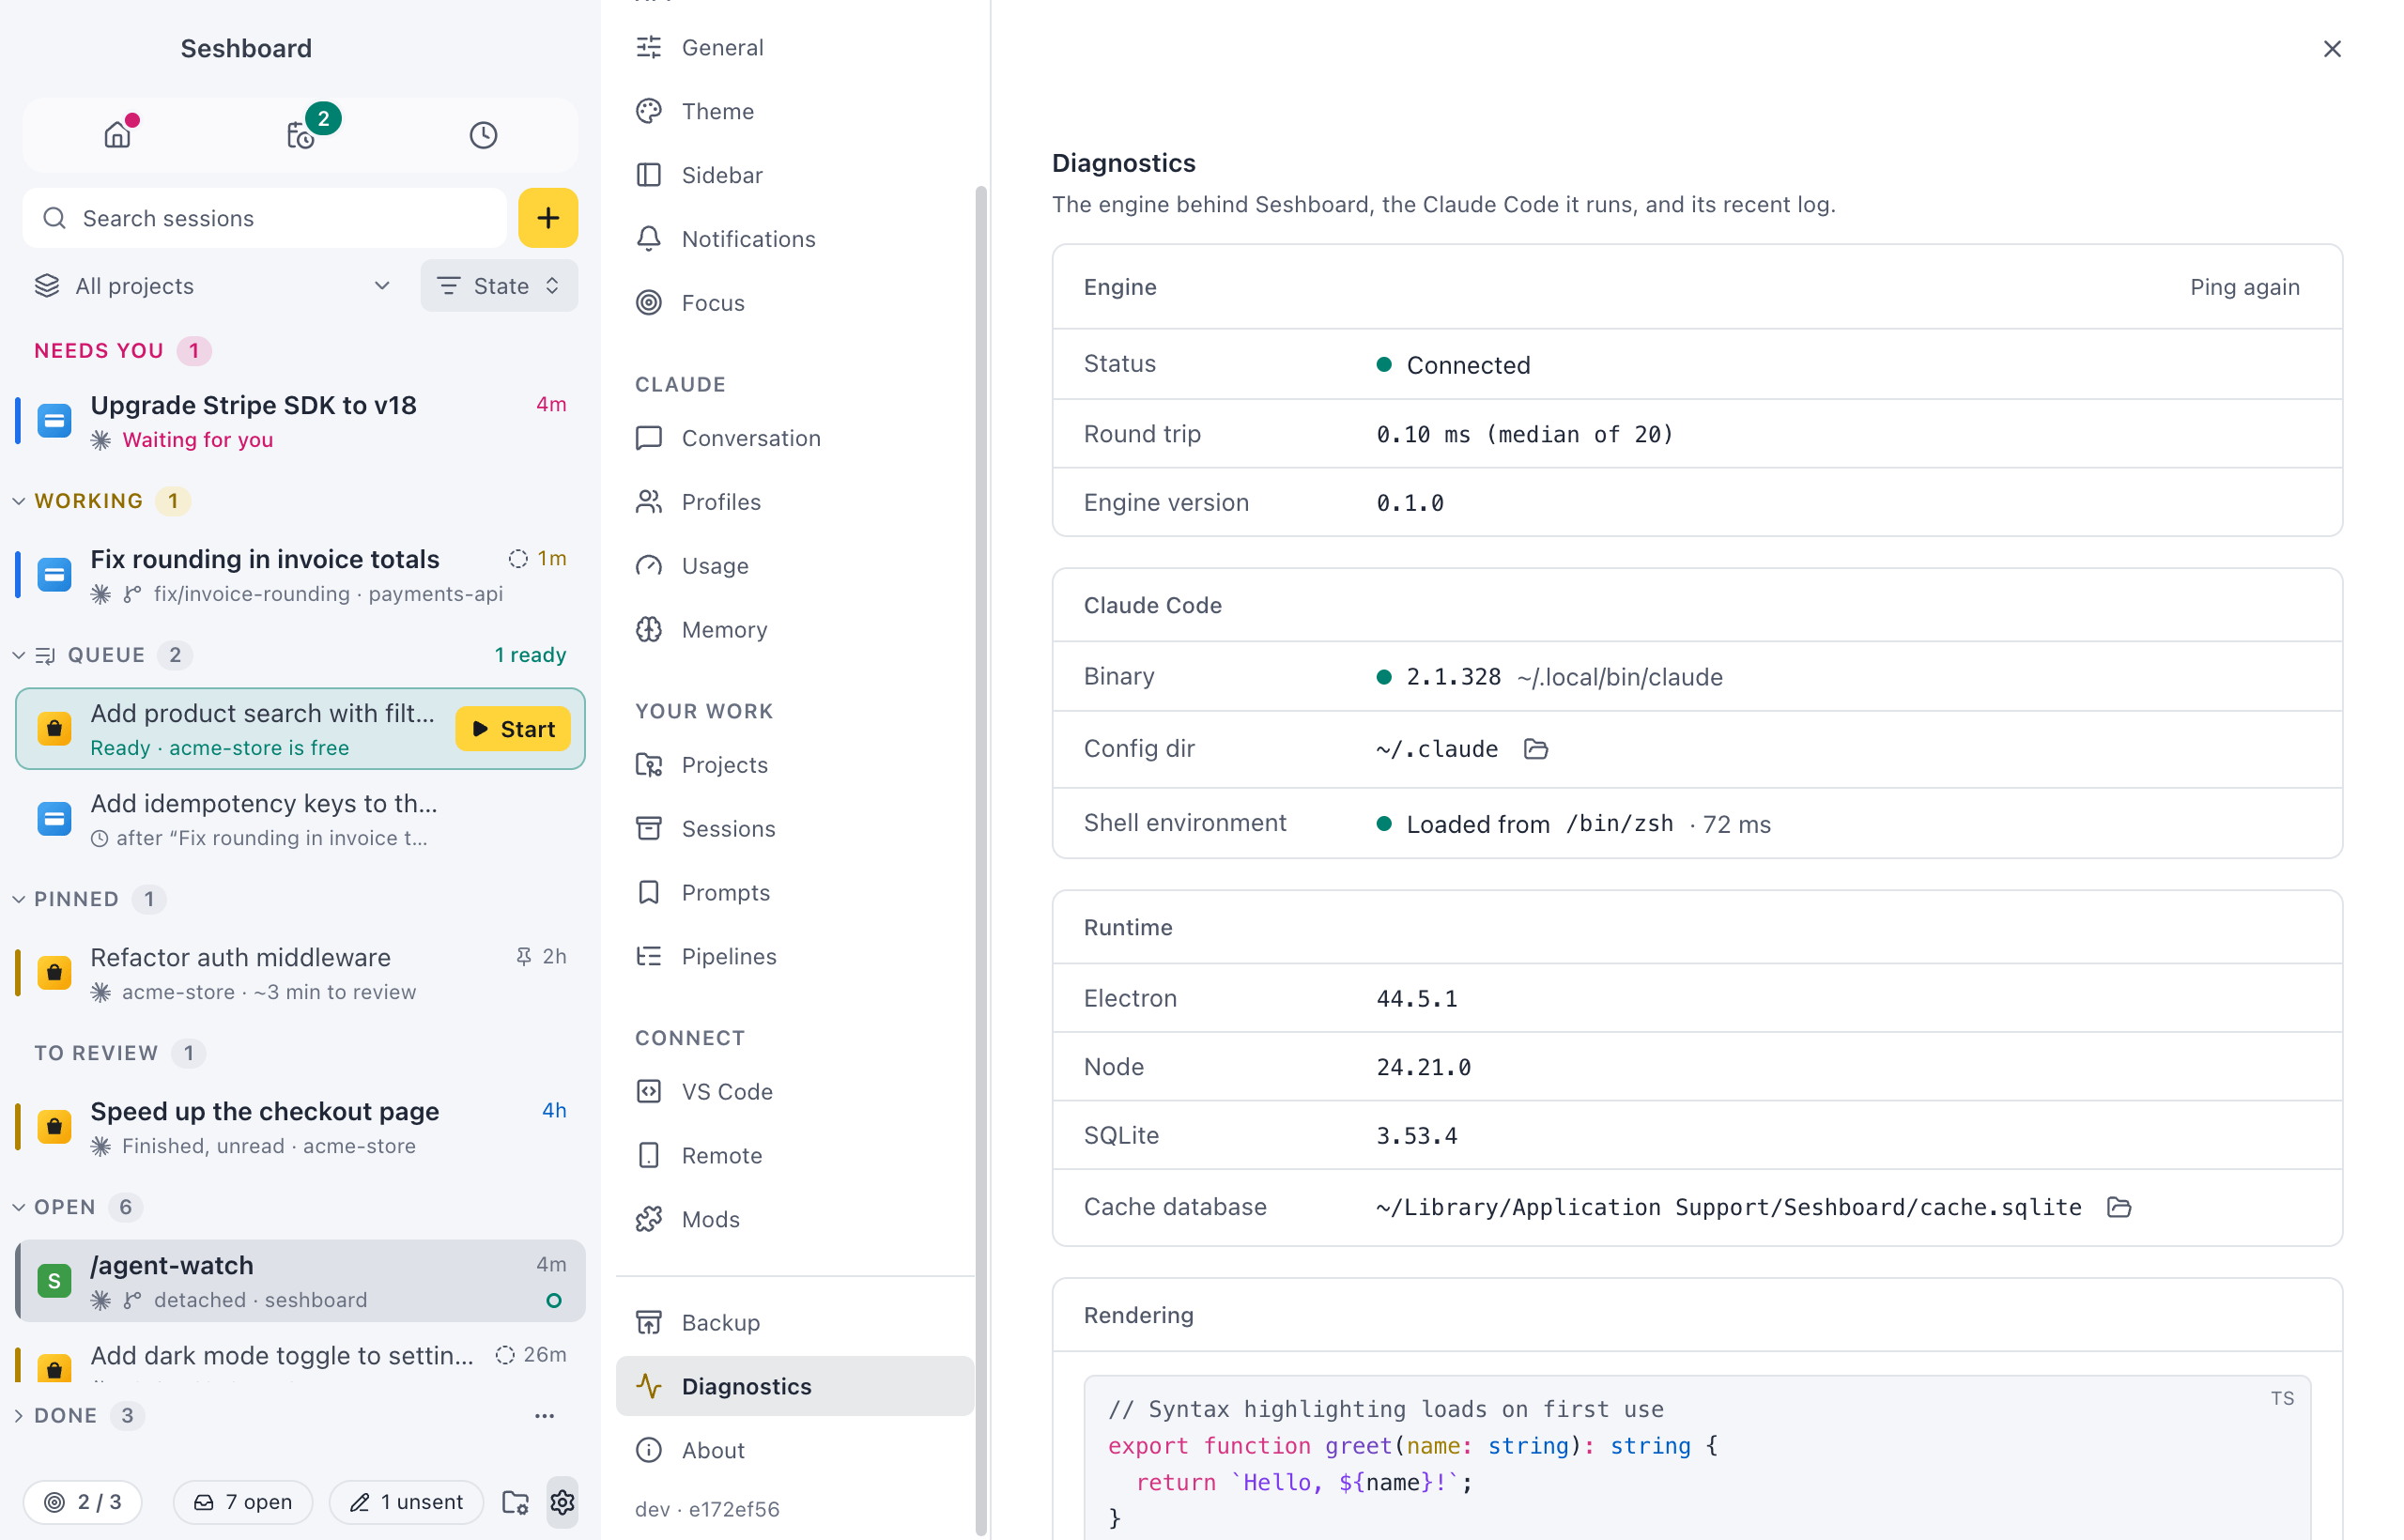 Seshboard
2
Search sessions
All projects
State
NEEDS YOU 1
Upgrade Stripe SDK to v18 4m
Waiting for you
WORKING 1
Fix rounding in invoice totals 1m
fix/invoice-rounding · payments-api
QUEUE 2 1 ready
Add product search with filt... Start
Ready · acme-store is free
Add idempotency keys to th...
after “Fix rounding in invoice t...
PINNED 1
Refactor auth middleware 2h
acme-store · ~3 min to review
TO REVIEW 1
Speed up the checkout page 4h
Finished, unread · acme-store
OPEN 6
S /agent-watch 4m
detached · seshboard
Add dark mode toggle to settin... 26m
DONE 3
2 / 3 7 open 1 unsent
General
Theme
Sidebar
Notifications
Focus
CLAUDE
Conversation
Profiles
Usage
Memory
YOUR WORK
Projects
Sessions
Prompts
Pipelines
CONNECT
VS Code
Remote
Mods
Backup
Diagnostics
About
dev · e172ef56
Diagnostics
The engine behind Seshboard, the Claude Code it runs, and its recent log.
Engine Ping again
Status Connected
Round trip 0.10 ms (median of 20)
Engine version 0.1.0
Claude Code
Binary 2.1.328 ~/.local/bin/claude
Config dir ~/.claude
Shell environment Loaded from /bin/zsh · 72 ms
Runtime
Electron 44.5.1
Node 24.21.0
SQLite 3.53.4
Cache database ~/Library/Application Support/Seshboard/cache.sqlite
Rendering
TS
// Syntax highlighting loads on first use
export function greet(name: string): string {
return `Hello, ${name}!`;
}